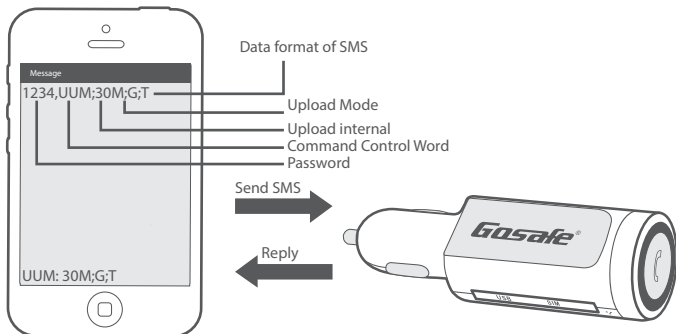 Data format of SMS
Message
1234,UUM;30M;G;T
Upload Mode
Upload internal
Command Control Word
Password
Send SMS
Gosafe®
Reply
UUM: 30M;G;T
USB SIM